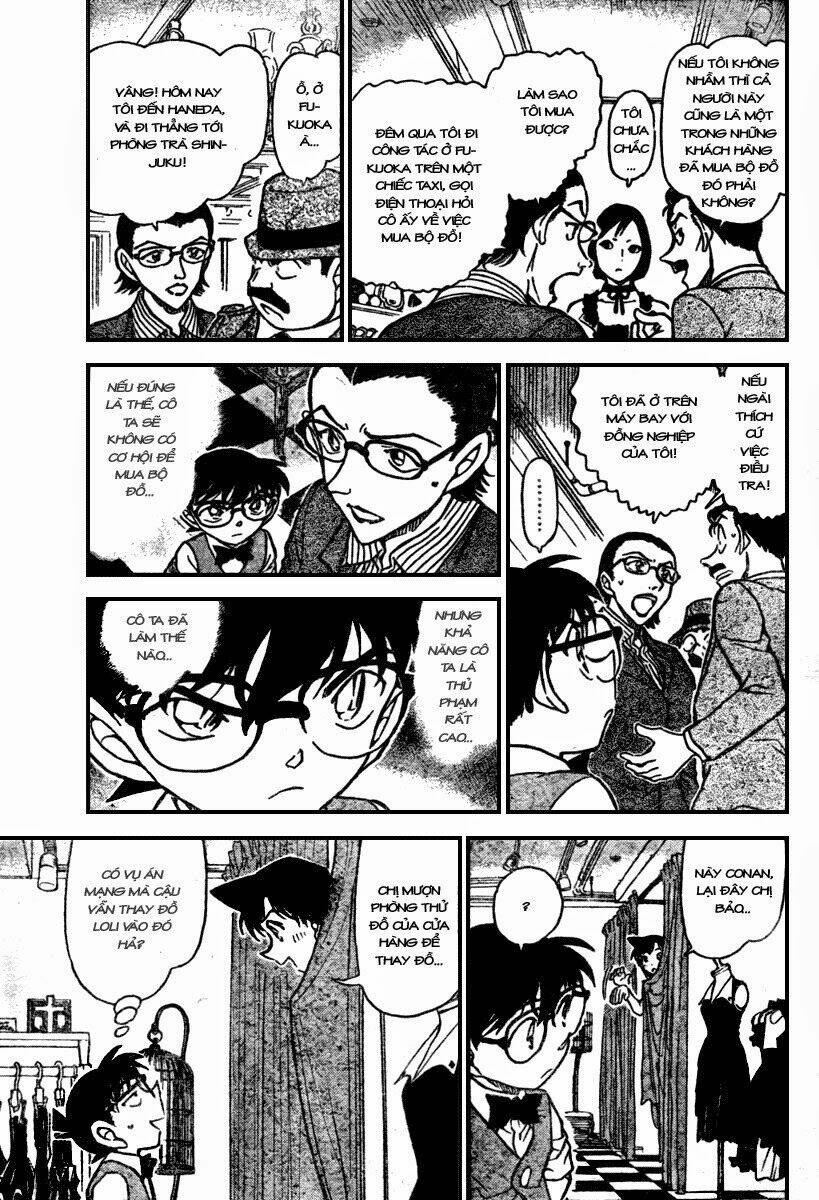 NẾU TÔI KHÔNG
NHẦM THÌ CẢ
NGƯỜI NÀY
CŨNG LÀ MỘT
TRONG NHỮNG
KHÁCH HÀNG
ĐÃ MUA BỘ ĐỒ
ĐÓ PHẢI
KHÔNG?
TÔI
CHƯA
CHẮC
...
LÀM SAO
TÔI MUA
ĐƯỢC?
ĐÊM QUA TÔI ĐI
CÔNG TÁC Ở FU-
KUOKA TRÊN MỘT
CHIẾC TAXI, GỌI
ĐIỆN THOẠI HỎI
CÔ ẤY VỀ VIỆC
MUA BỘ ĐỒ!
Ồ, Ở
FU-
KUOKA
À...
VÂNG! HÔM NAY
TÔI ĐẾN HANEDA,
VÀ ĐI THẲNG TỚI
PHÒNG TRÀ SHIN-
JUKU!
NẾU
NGÀI
THÍCH
CỨ
VIỆC
ĐIỀU
TRA!
TÔI ĐÃ Ở TRÊN
MÁY BAY VỚI
ĐỒNG NGHIỆP
CỦA TÔI!
........
NẾU ĐÚNG
LÀ THẾ, CÔ
TA SẼ
KHÔNG CÓ
CƠ HỘI ĐỂ
MUA BỘ
ĐỒ...
NHƯNG
KHẢ
NĂNG CÔ
TA LÀ
THỦ
PHẠM
RẤT
CAO...
CÔ TA ĐÃ
LÀM THẾ
NÀO...
NÀY CONAN,
LẠI ĐÂY CHỊ
BẢO...
?
CHỊ MƯỢN
PHÒNG THỬ
ĐỒ CỦA CỬA
HÀNG ĐỂ
THAY ĐỒ...
CÓ VỤ ÁN
MẠNG MÀ CẬU
VẪN THAY ĐỒ
LOLI VÀO ĐÓ
HẢ?